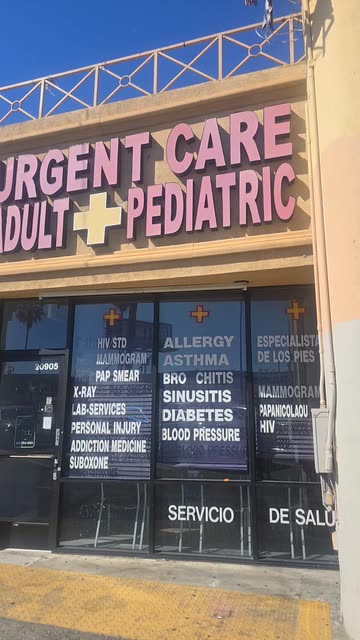 URGENT CARE
ADULT + PEDIATRIC
20905
HIV STD
MAMMOGRAM
PAP SMEAR
X-RAY
LAB-SERVICES
PERSONAL INJURY
ADDICTION MEDICINE
SUBOXONE
ALLERGY
ASTHMA
BRO CHITIS
SINUSITIS
DIABETES
BLOOD PRESSURE
ESPECIALISTA
DE LOS PIES
MAMMOGRAM
PAPANICOLAOU
HIV
SERVICIO DE SALU